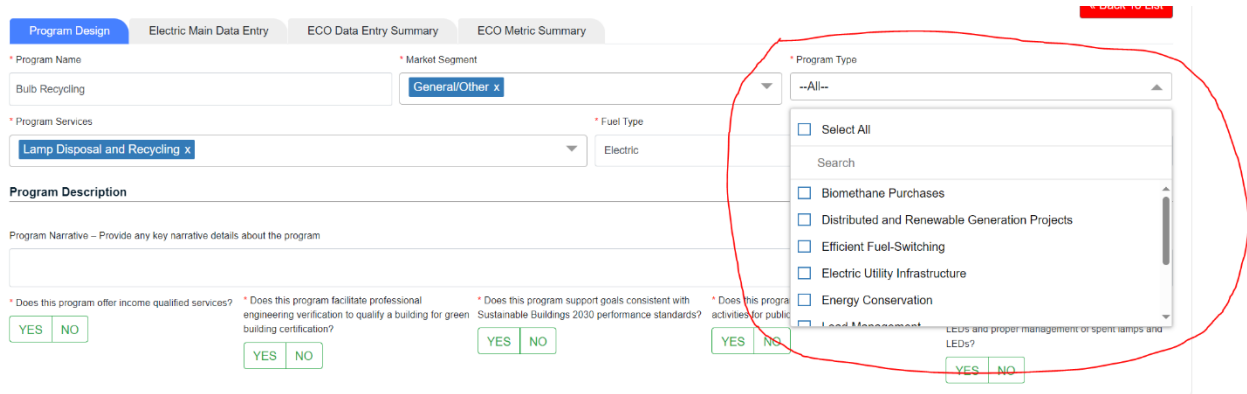 « Back To List
Program Design Electric Main Data Entry ECO Data Entry Summary ECO Metric Summary
* Program Name * Market Segment * Program Type
Bulb Recycling General/Other x --All--
* Program Services * Fuel Type
Lamp Disposal and Recycling x Electric
Select All
Search
Program Description
Biomethane Purchases
Distributed and Renewable Generation Projects
Program Narrative – Provide any key narrative details about the program
Efficient Fuel-Switching
Electric Utility Infrastructure
Energy Conservation
Load Management
* Does this program offer income qualified services?
YES NO
* Does this program facilitate professional
engineering verification to qualify a building for green
building certification?
YES NO
* Does this program support goals consistent with
Sustainable Buildings 2030 performance standards?
YES NO
* Does this progra
activities for public
YES NO
LEDs and proper management of spent lamps and
LEDs?
YES NO